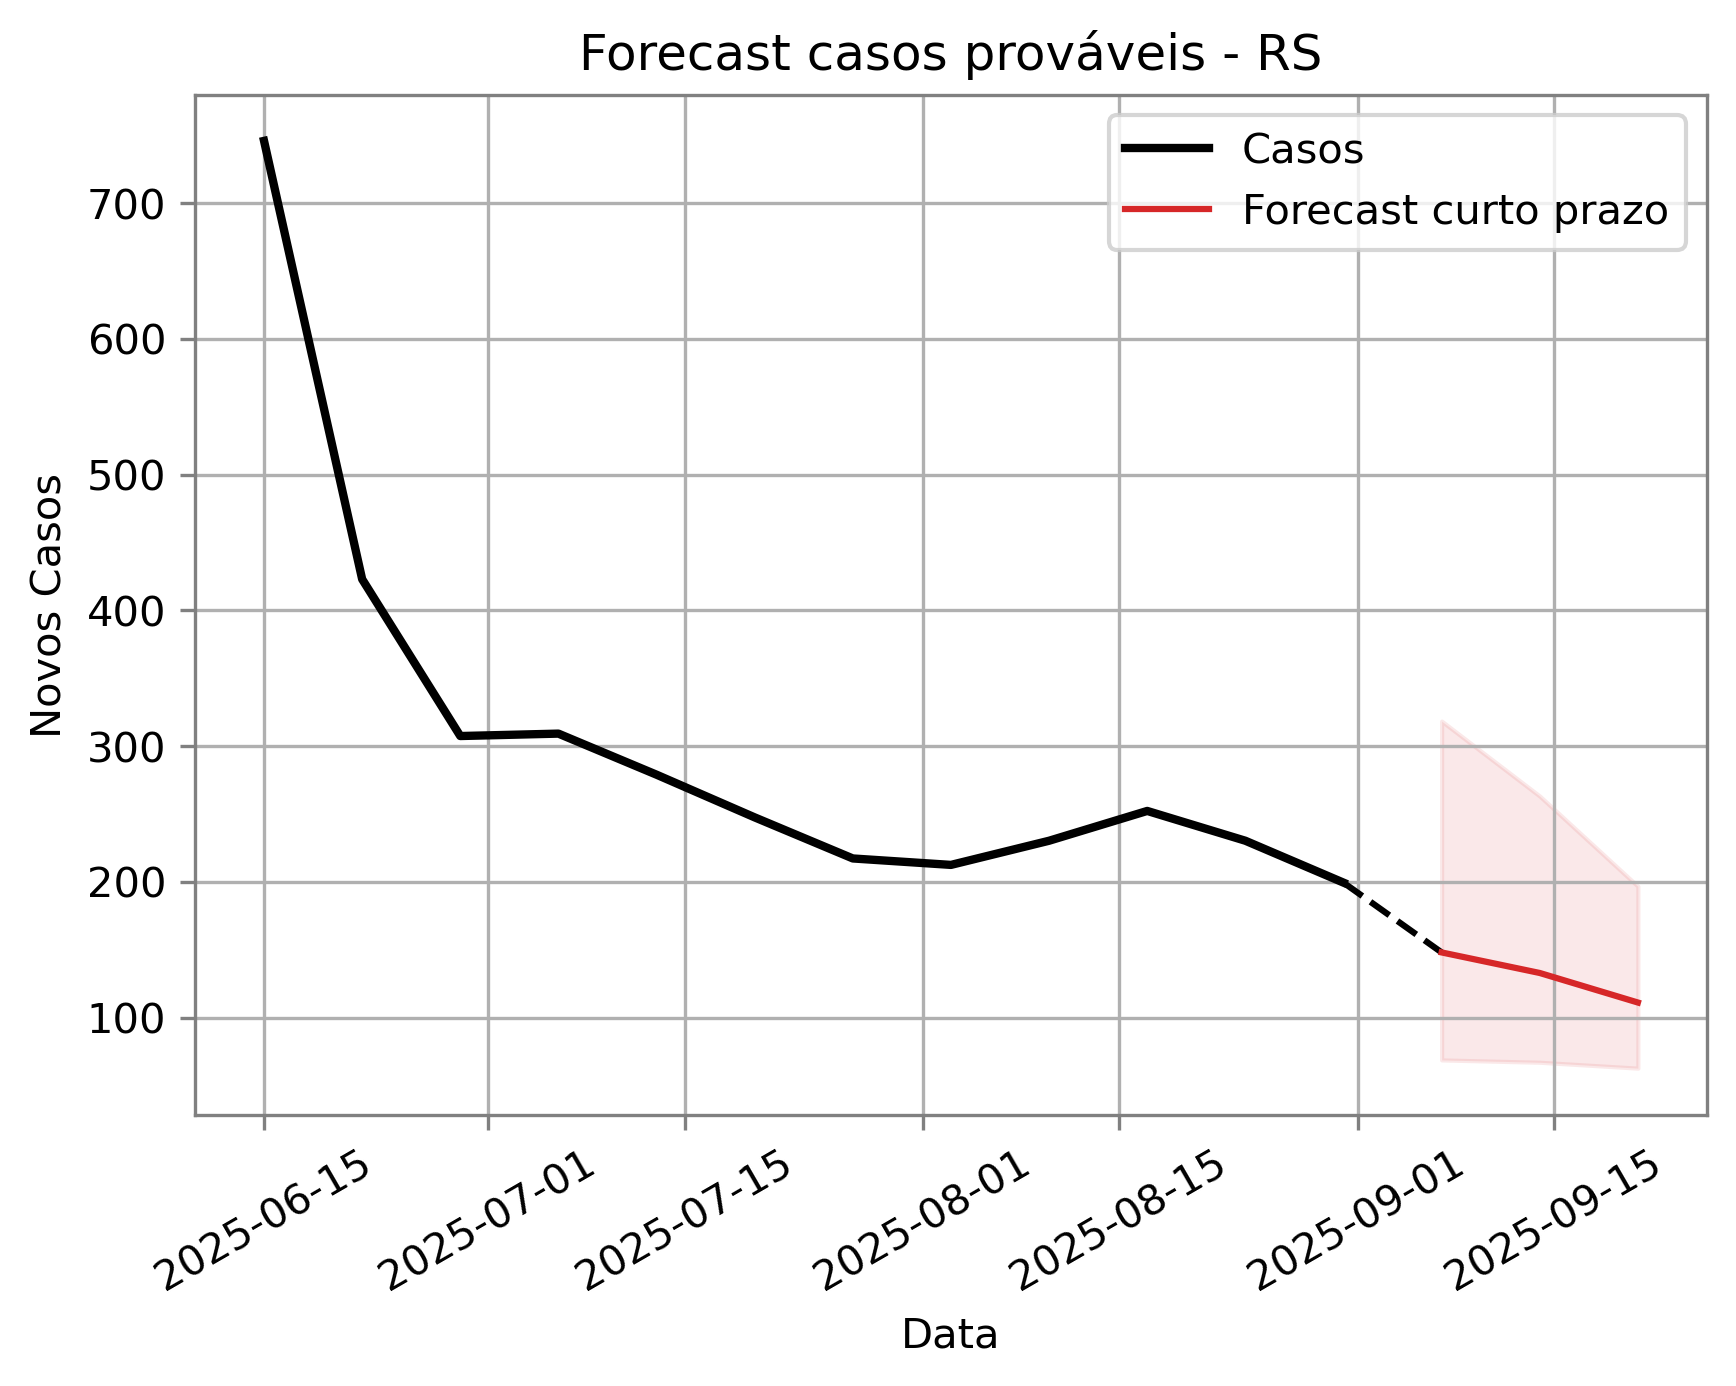 Forecast casos prováveis - RS
Casos
Forecast curto prazo
Novos Casos
700
600
500
400
300
200
100
2025-06-15
2025-07-01
2025-07-15
2025-08-01
2025-08-15
2025-09-01
2025-09-15
Data